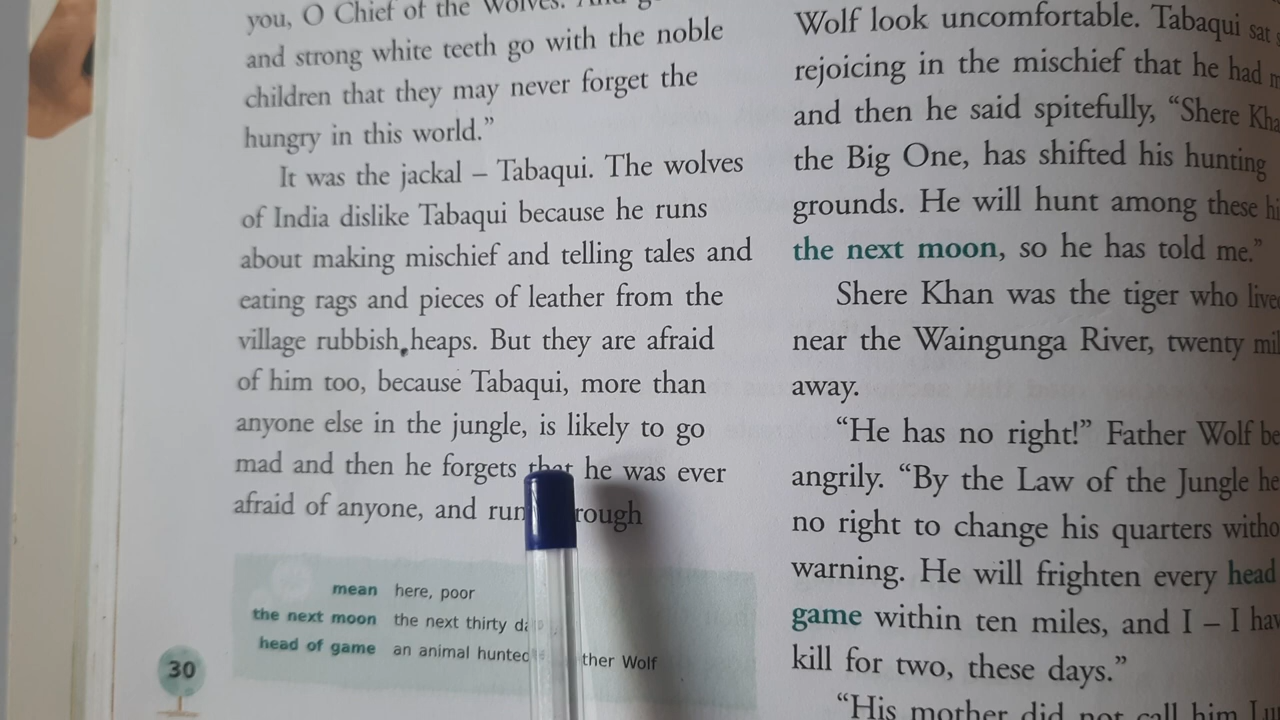 you, O Chief of the Wolves. And
and strong white teeth go with the noble
children that they may never forget the
hungry in this world.”
It was the jackal – Tabaqui. The wolves
of India dislike Tabaqui because he runs
about making mischief and telling tales and
eating rags and pieces of leather from the
village rubbish heaps. But they are afraid
of him too, because Tabaqui, more than
anyone else in the jungle, is likely to go
mad and then he forgets that he was ever
afraid of anyone, and
mean here, poor
the next moon the next thirty
head of game an animal hunted Wolf
30
Wolf look uncomfortable. Tabaqui sat
rejoicing in the mischief that he had
and then he said spitefully, “Shere
the Big One, has shifted his hunting
grounds. He will hunt among these
the next moon, so he has told me.”
Shere Khan was the tiger who
near the Waingunga River, twenty
away.
“He has no right!” Father Wolf
angrily. “By the Law of the Jungle he
no right to change his quarters
warning. He will frighten every head
game within ten miles, and I – I
kill for two, these days.”
“His mother did not call him